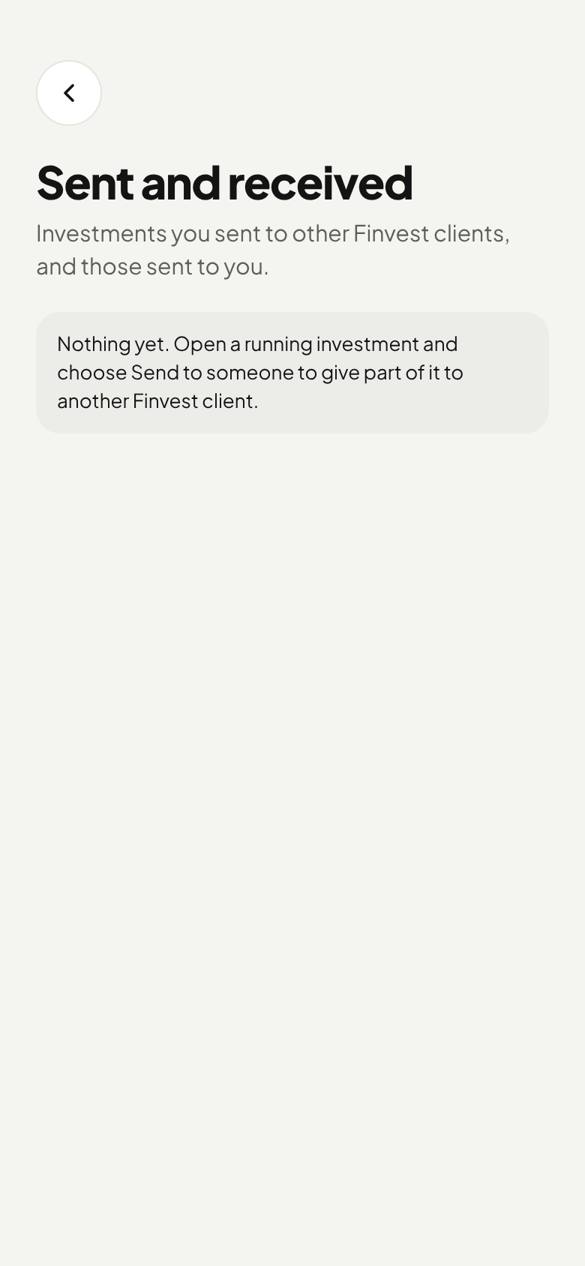 Sent and received
Investments you sent to other Finvest clients,
and those sent to you.
Nothing yet. Open a running investment and
choose Send to someone to give part of it to
another Finvest client.